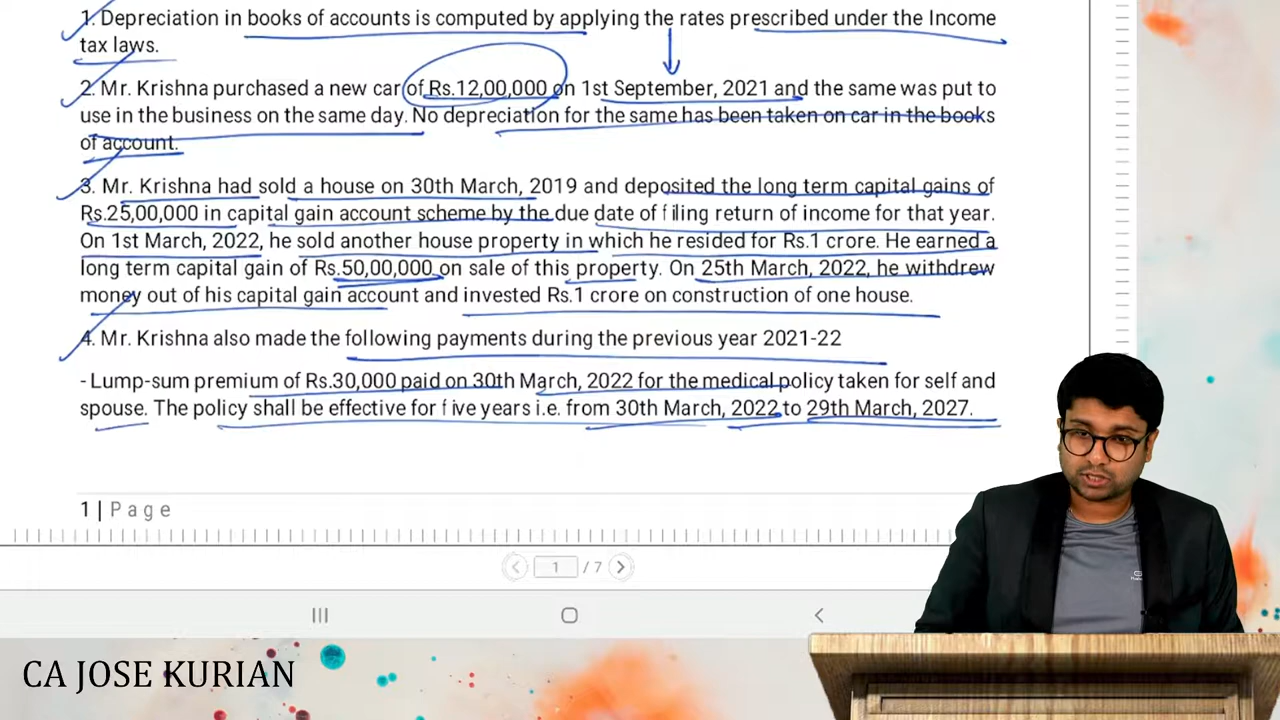 1. Depreciation in books of accounts is computed by applying the rates prescribed under the Income
tax laws.
2. Mr. Krishna purchased a new car of Rs.12,00,000 on 1st September, 2021 and the same was put to
use in the business on the same day. No depreciation for the same has been taken on car in the books
of account.
3. Mr. Krishna had sold a house on 30th March, 2019 and deposited the long term capital gains of
Rs.25,00,000 in capital gain account scheme by the due date of filing return of income for that year.
On 1st March, 2022, he sold another house property in which he resided for Rs.1 crore. He earned a
long term capital gain of Rs.50,00,000 on sale of this property. On 25th March, 2022, he withdrew
money out of his capital gain account and invested Rs.1 crore on construction of one house.
4. Mr. Krishna also made the following payments during the previous year 2021-22
- Lump-sum premium of Rs.30,000 paid on 30th March, 2022 for the medical policy taken for self and
spouse. The policy shall be effective for five years i.e. from 30th March, 2022 to 29th March, 2027.
1 | Page
1 / 7
CA JOSE KURIAN